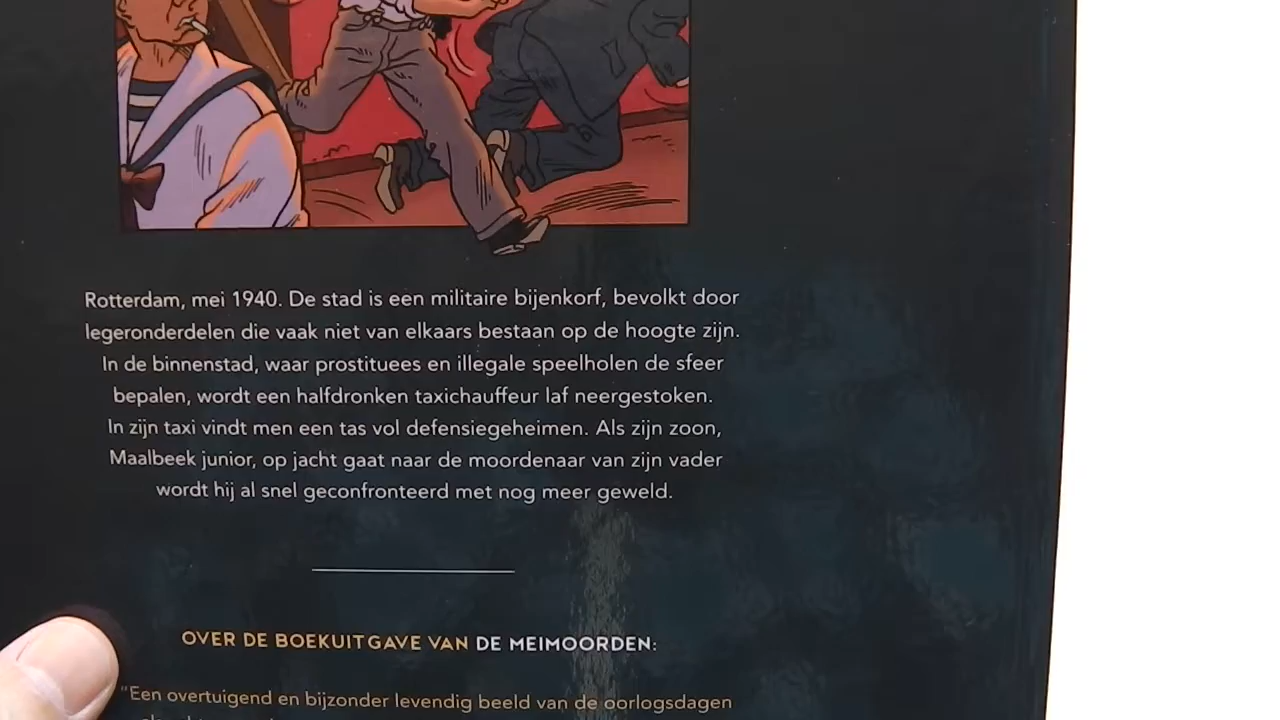 Rotterdam, mei 1940. De stad is een militaire bijenkorf, bevolkt door
legeronderdelen die vaak niet van elkaars bestaan op de hoogte zijn.
In de binnenstad, waar prostituees en illegale speelholen de sfeer
bepalen, wordt een halfdronken taxichauffeur laf neergestoken.
In zijn taxi vindt men een tas vol defensiegeheimen. Als zijn zoon,
Maalbeek junior, op jacht gaat naar de moordenaar van zijn vader
wordt hij al snel geconfronteerd met nog meer geweld.
OVER DE BOEKUITGAVE VAN DE MEIMOORDEN:
"Een overtuigend en bijzonder levendig beeld van de oorlogsdagen